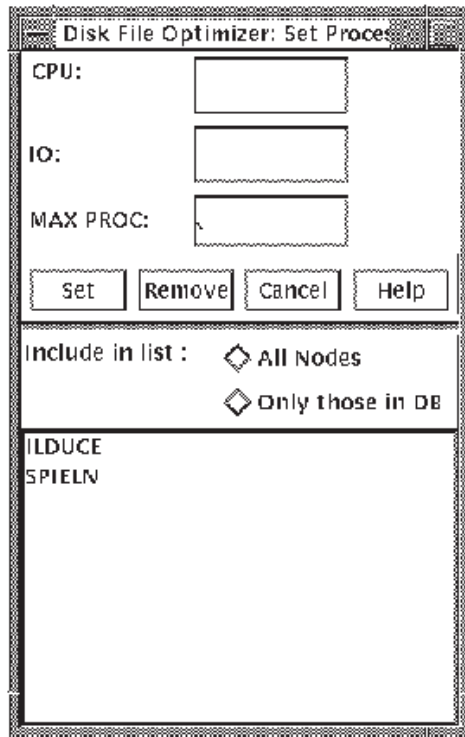 Disk File Optimizer: Set Proces
CPU:
IO:
MAX PROC:
Set Remove Cancel Help
Include in list :
All Nodes
Only those in DB
ILDUCE
SPIELN